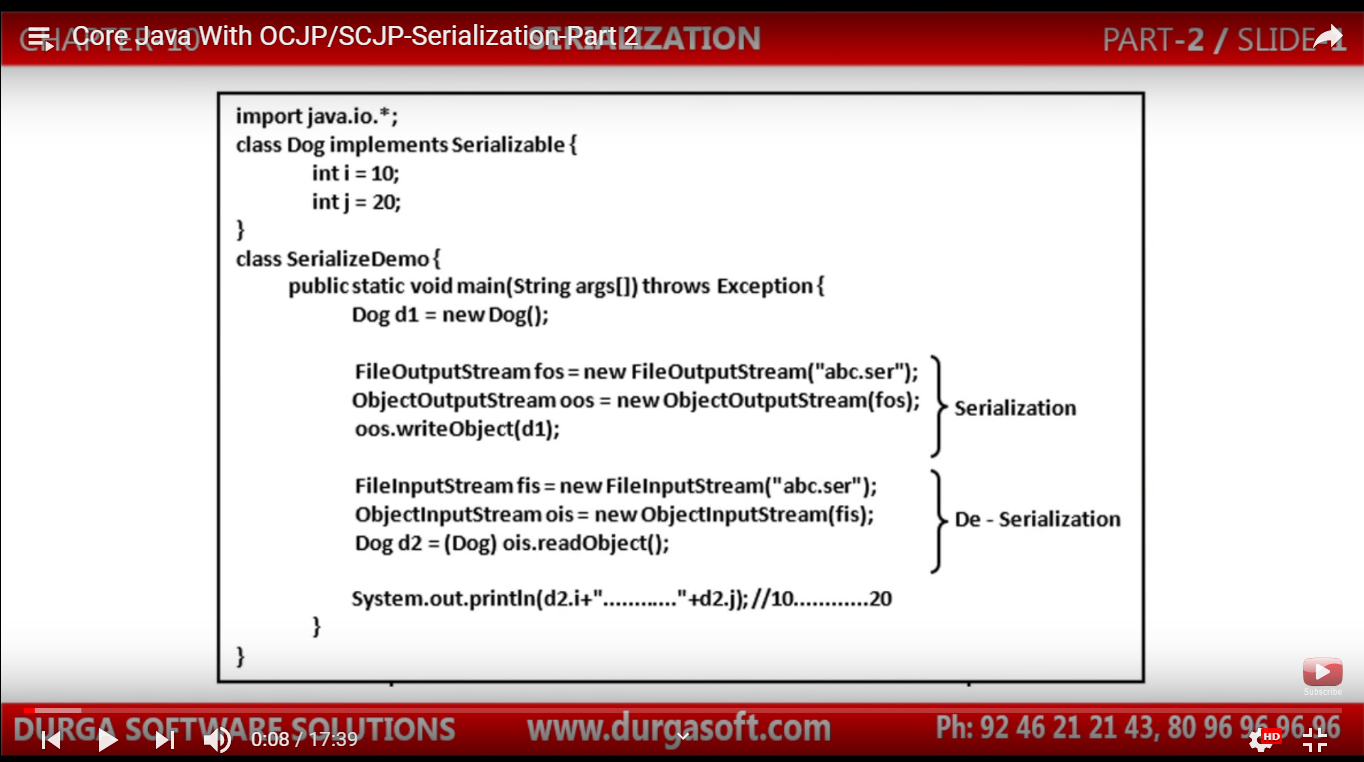 CHAPTER-10
SERIALIZATION
PART-2 / SLIDE-1
Core Java With OCJP/SCJP-Serialization-Part 2
import java.io.*;
class Dog implements Serializable {
int i = 10;
int j = 20;
}
class SerializeDemo {
public static void main(String args[]) throws Exception {
Dog d1 = new Dog();
FileOutputStream fos = new FileOutputStream("abc.ser");
ObjectOutputStream oos = new ObjectOutputStream(fos);
oos.writeObject(d1);
Serialization
FileInputStream fis = new FileInputStream("abc.ser");
ObjectInputStream ois = new ObjectInputStream(fis);
Dog d2 = (Dog) ois.readObject();
De - Serialization
System.out.println(d2.i+"............"+d2.j); //10............20
}
}
Subscribe
DURGA SOFTWARE SOLUTIONS
www.durgasoft.com
Ph: 92 46 21 21 43, 80 96 96 96 96
0:08 / 17:39
HD